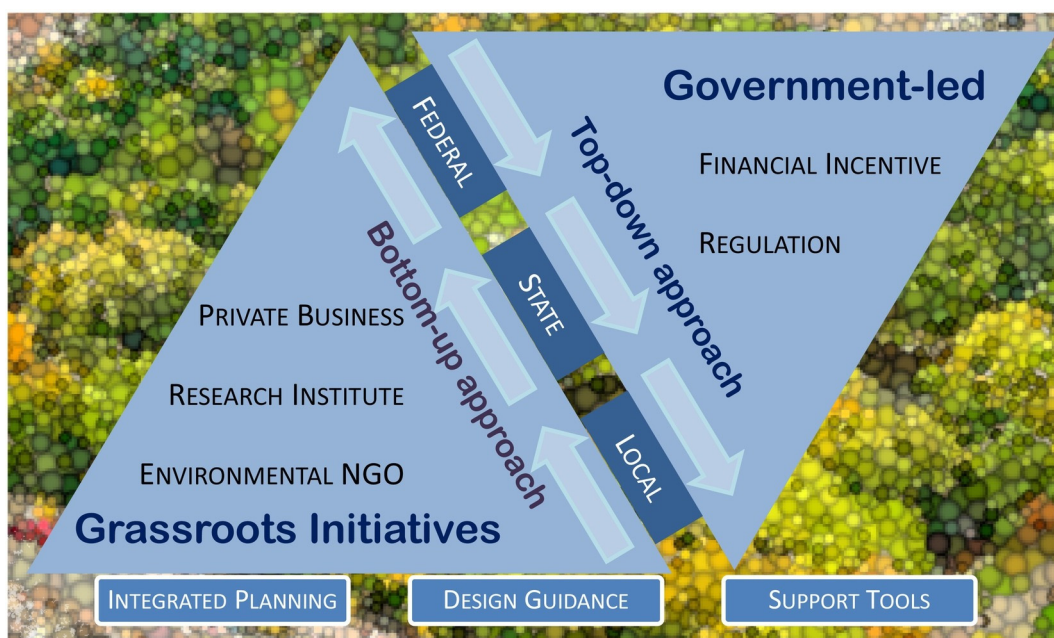 Government-led
FINANCIAL INCENTIVE
REGULATION
Top-down approach
FEDERAL
STATE
LOCAL
Bottom-up approach
PRIVATE BUSINESS
RESEARCH INSTITUTE
ENVIRONMENTAL NGO
Grassroots Initiatives
INTEGRATED PLANNING
DESIGN GUIDANCE
SUPPORT TOOLS